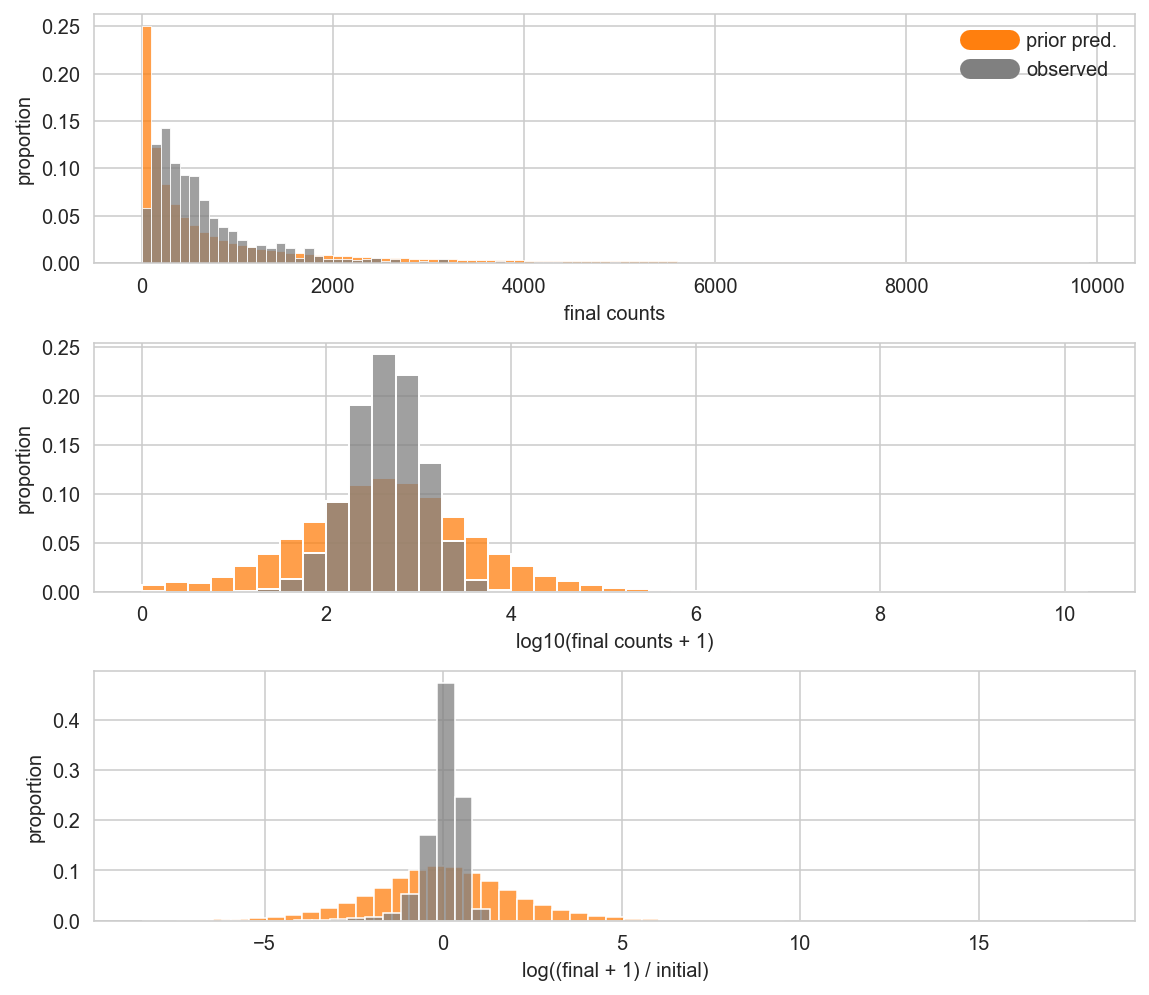 0.25
0.20
0.15
0.10
0.05
0.00
proportion
prior pred.
observed
0 2000 4000 6000 8000 10000
final counts
0.25
0.20
0.15
0.10
0.05
0.00
proportion
0 2 4 6 8 10
log10(final counts + 1)
0.4
0.3
0.2
0.1
0.0
proportion
−5 0 5 10 15
log((final + 1) / initial)